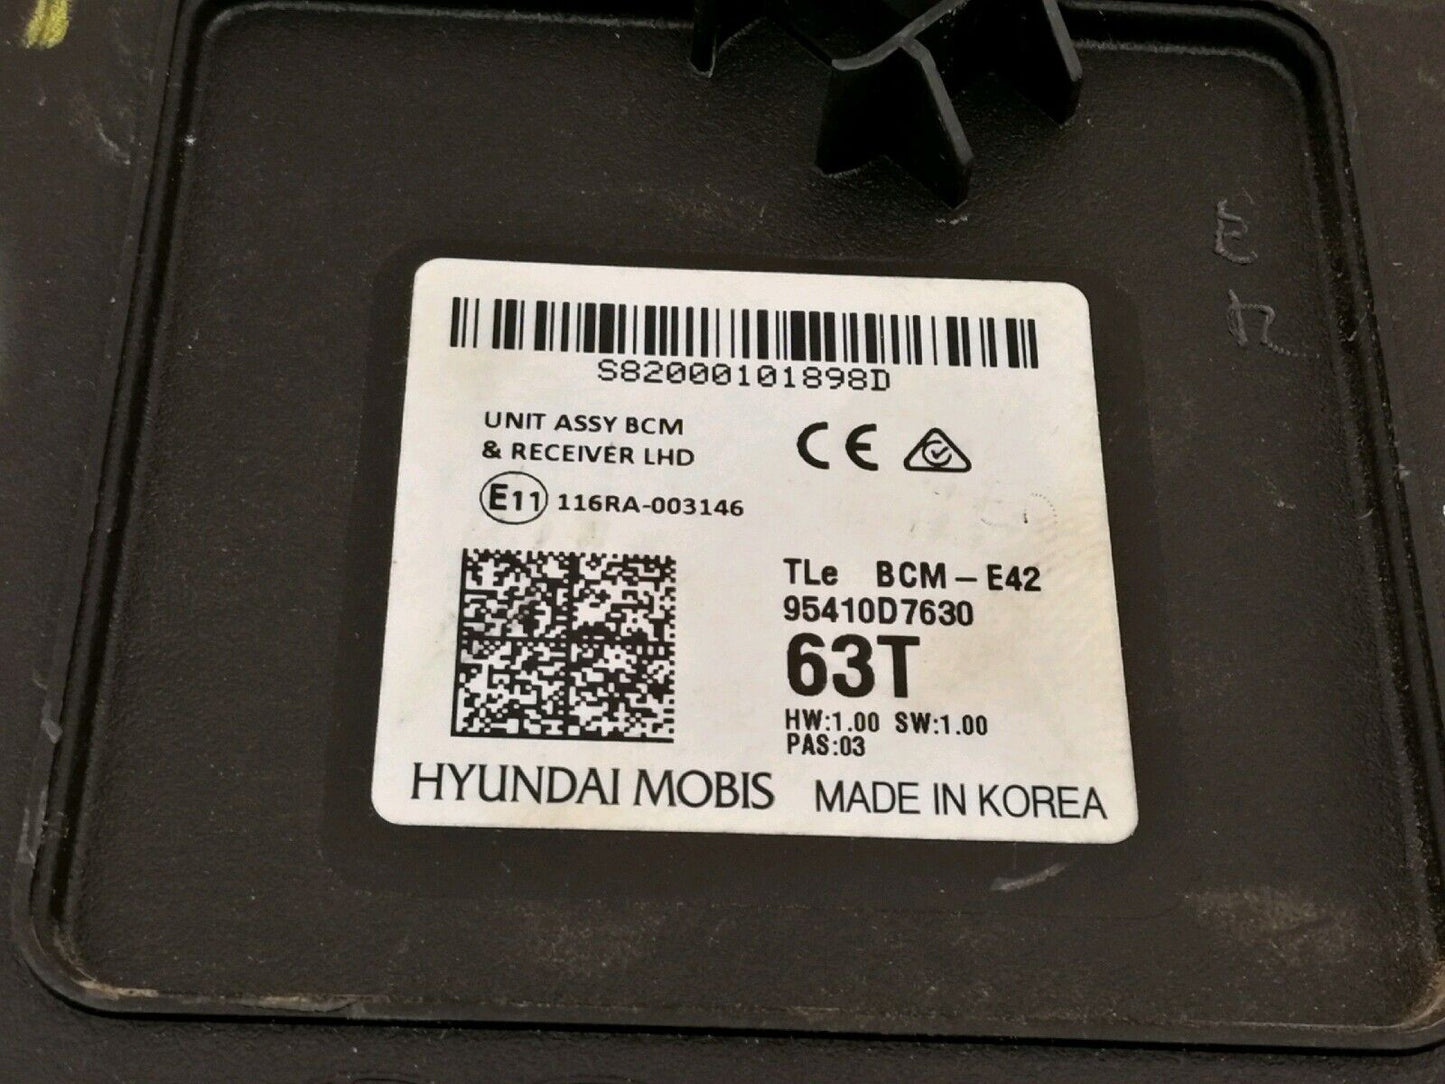 S82000101898D
UNIT ASSY BCM
& RECEIVER LHD
CE
E11 116RA-003146
TLe BCM-E42
95410D7630
63T
HW:1.00 SW:1.00
PAS:03
HYUNDAI MOBIS MADE IN KOREA